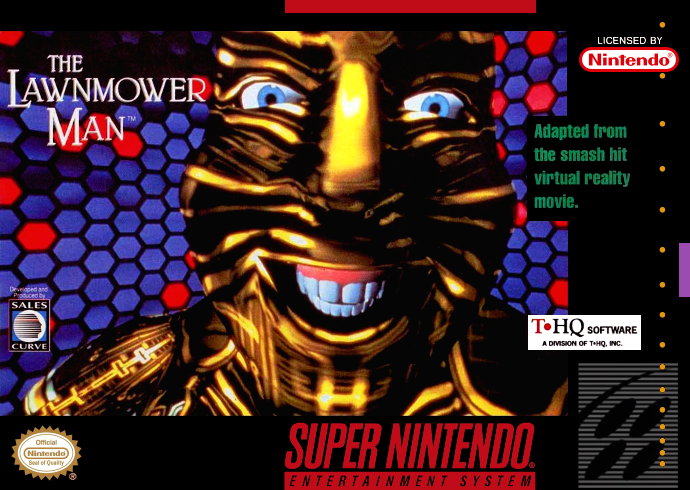 LICENSED BY
Nintendo®
THE
LAWNMOWER
MAN™
Adapted from
the smash hit
virtual reality
movie.
Developed and
Produced by
SALES
CURVE
T•HQ SOFTWARE
A DIVISION OF T•HQ, INC.
Official
Nintendo
Seal of Quality
®
SUPER NINTENDO®
ENTERTAINMENT SYSTEM